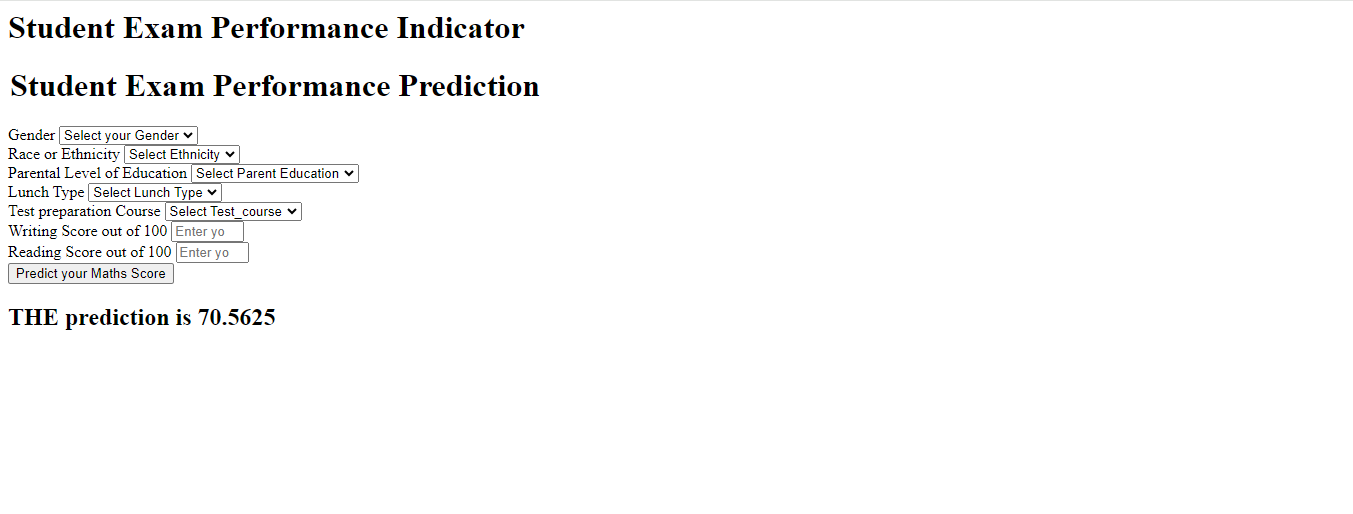 Student Exam Performance Indicator
Student Exam Performance Prediction
Gender Select your Gender
Race or Ethnicity Select Ethnicity
Parental Level of Education Select Parent Education
Lunch Type Select Lunch Type
Test preparation Course Select Test_course
Writing Score out of 100 Enter yo
Reading Score out of 100 Enter yo
Predict your Maths Score
THE prediction is 70.5625